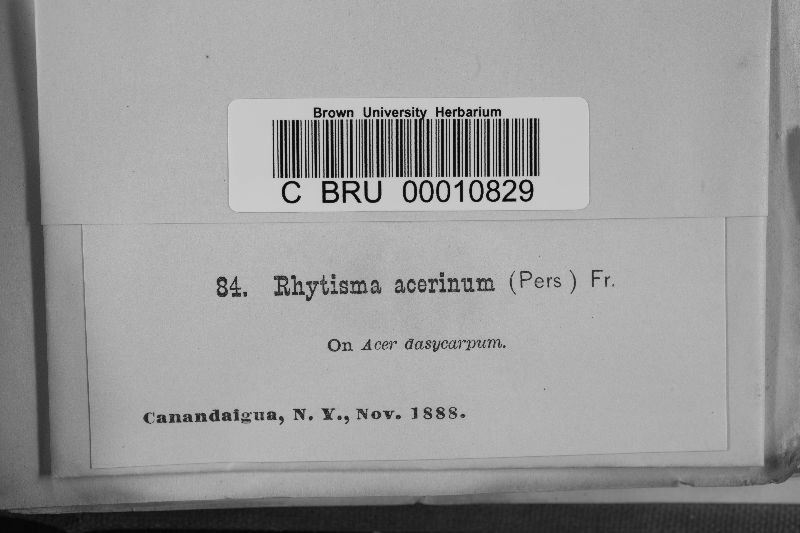 Brown University Herbarium
C BRU 00010829
84. Rhytisma acerinum (Pers) Fr.
On Acer dasycarpum.
Canandaigua, N. Y., Nov. 1888.